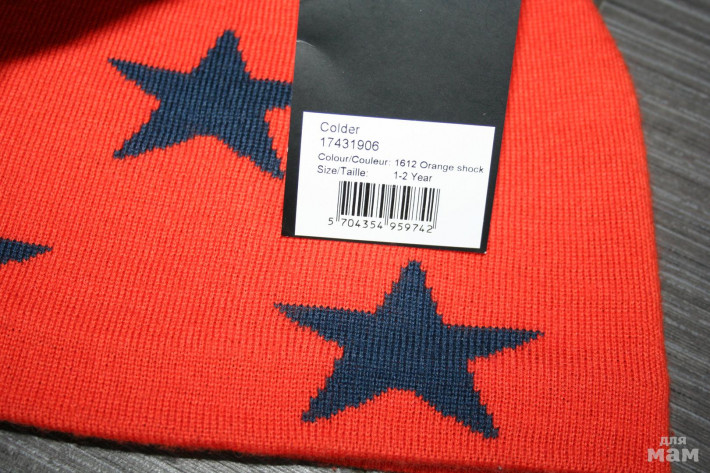 Colder
17431906
Colour/Couleur: 1612 Orange shock
Size/Taille: 1-2 Year
5 704354 959742
для
мам